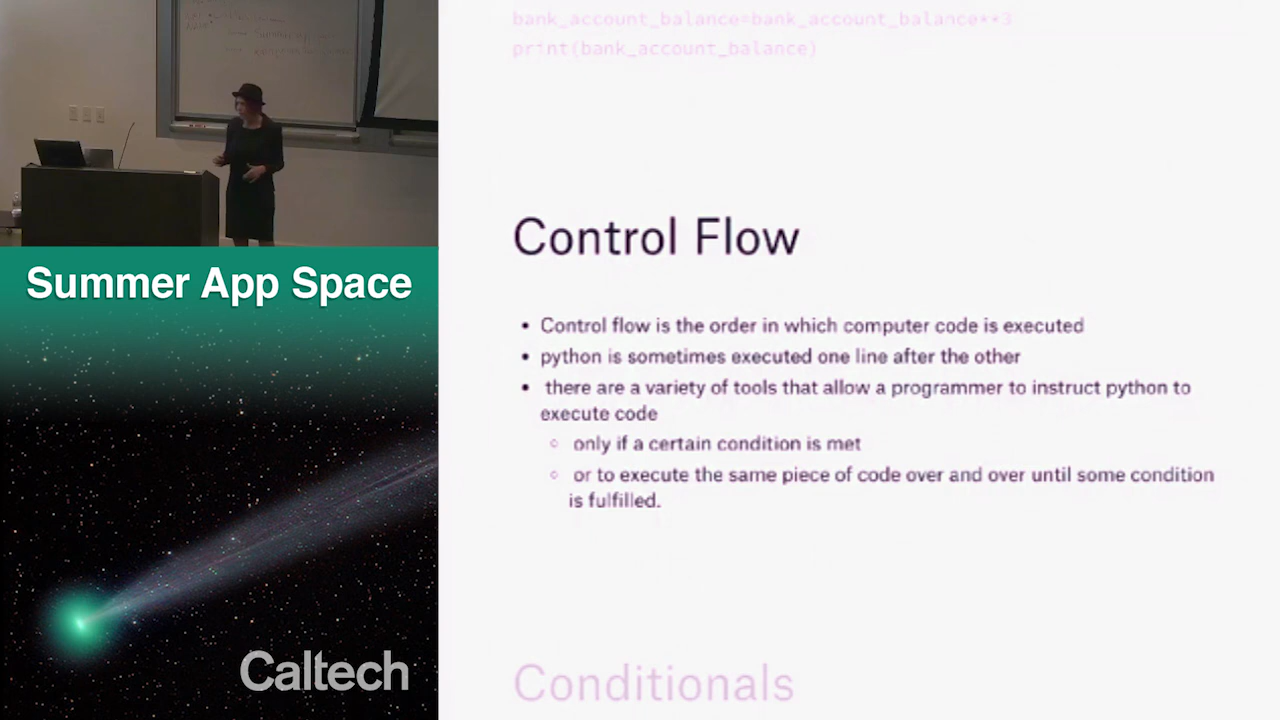 bank_account_balance=bank_account_balance**3
print(bank_account_balance)
Control Flow
• Control flow is the order in which computer code is executed
• python is sometimes executed one line after the other
• there are a variety of tools that allow a programmer to instruct python to
execute code
○ only if a certain condition is met
○ or to execute the same piece of code over and over until some condition
is fulfilled.
Conditionals
Summer App Space
Caltech